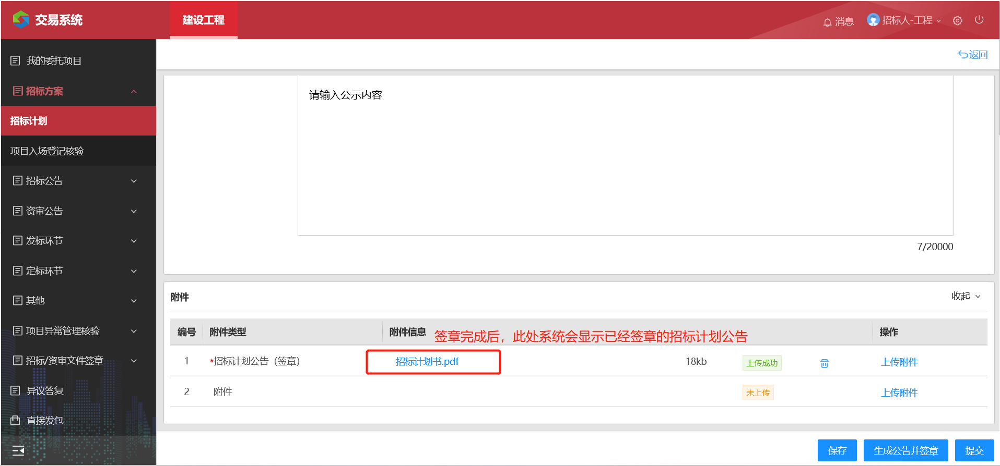 交易系统
建设工程
消息
招标人-工程
返回
我的委托项目
招标方案
招标计划
项目入场登记核验
招标公告
资审公告
发标环节
定标环节
其他
项目异常管理核验
招标/资审文件签章
异议答复
直接发包
请输入公示内容
7/20000
附件
收起
编号 附件类型 附件信息 签章完成后，此处系统会显示已经签章的招标计划公告 操作
1 *招标计划公告（签章） 招标计划书.pdf 18kb 上传成功 上传附件
2 附件 未上传 上传附件
保存 生成公告并签章 提交